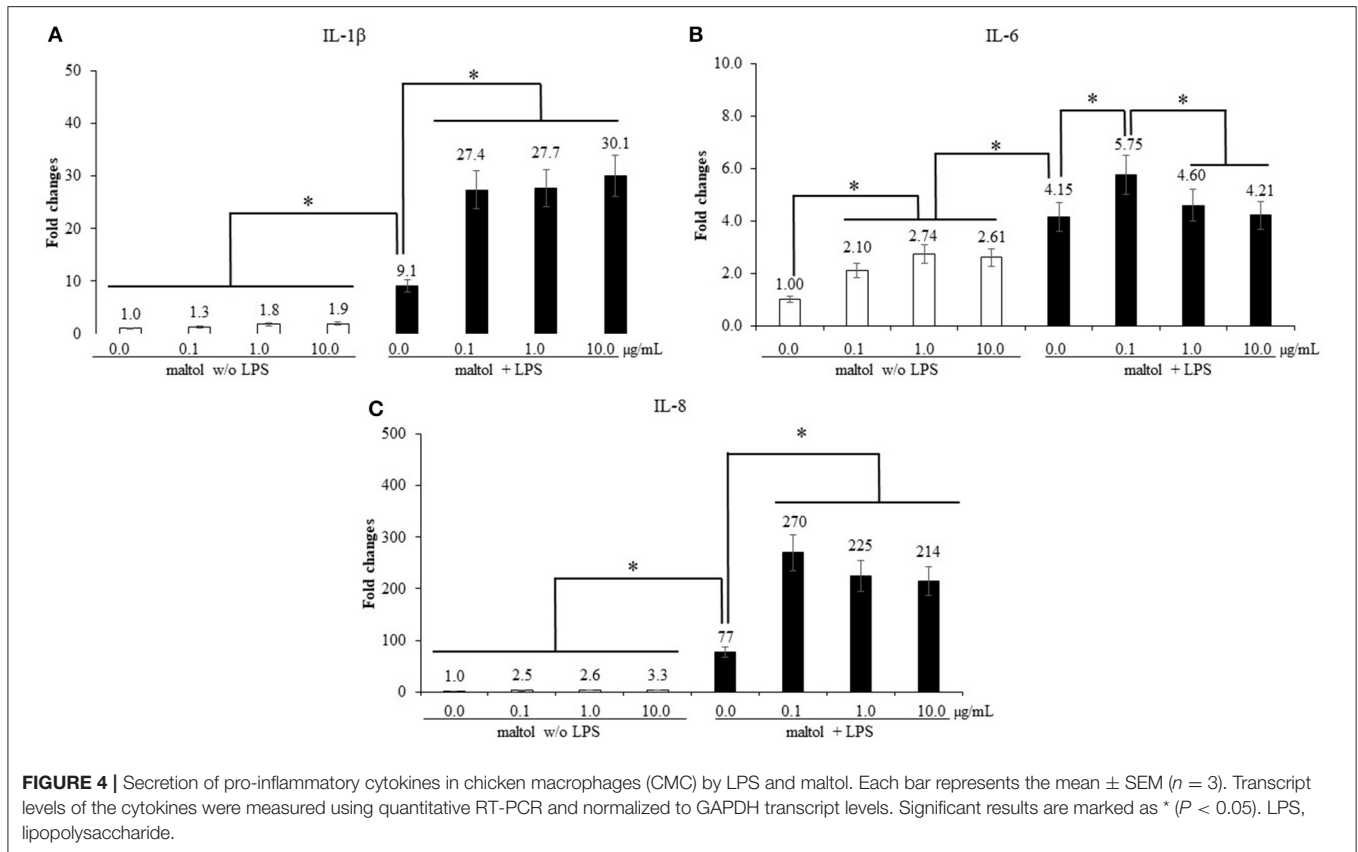 A
IL-1β
50
40
30
20
10
0
Fold changes
*
*
1.0 1.3 1.8 1.9 9.1 27.4 27.7 30.1
0.0 0.1 1.0 10.0 0.0 0.1 1.0 10.0 µg/mL
maltol w/o LPS maltol + LPS
B
IL-6
10.0
8.0
6.0
4.0
2.0
0.0
Fold changes
*
*
*
*
1.00 2.10 2.74 2.61 4.15 5.75 4.60 4.21
0.0 0.1 1.0 10.0 0.0 0.1 1.0 10.0 µg/mL
maltol w/o LPS maltol + LPS
C
IL-8
500
400
300
200
100
0
Fold changes
*
*
1.0 2.5 2.6 3.3 77 270 225 214
0.0 0.1 1.0 10.0 0.0 0.1 1.0 10.0 µg/mL
maltol w/o LPS maltol + LPS
FIGURE 4 | Secretion of pro-inflammatory cytokines in chicken macrophages (CMC) by LPS and maltol. Each bar represents the mean ± SEM (n = 3). Transcript
levels of the cytokines were measured using quantitative RT-PCR and normalized to GAPDH transcript levels. Significant results are marked as * (P < 0.05). LPS,
lipopolysaccharide.